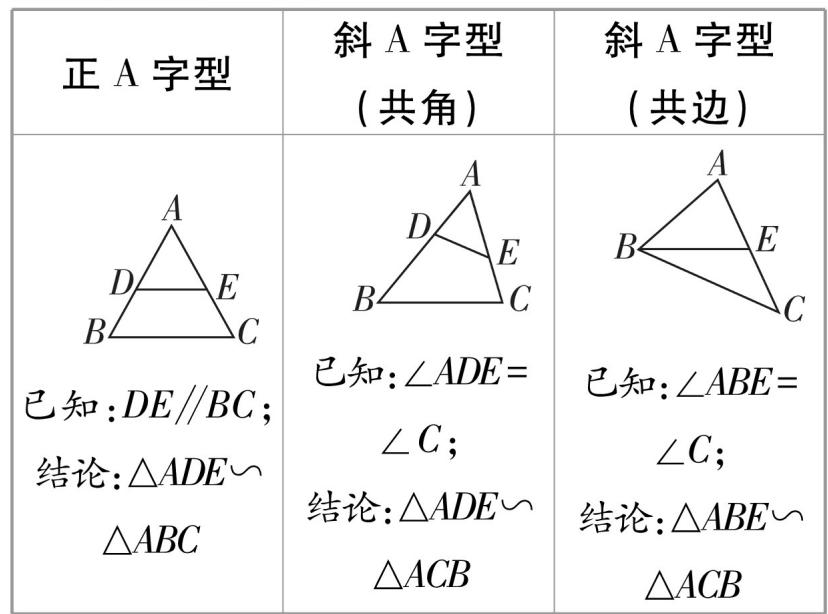 正 A 字型
斜 A 字型
(共角)
斜 A 字型
(共边)
A
D
E
B
C
已知:DE∥BC;
结论:△ADE∽
△ABC
A
D
E
B
C
已知:∠ADE=
∠C;
结论:△ADE∽
△ACB
A
B
E
C
已知:∠ABE=
∠C;
结论:△ABE∽
△ACB